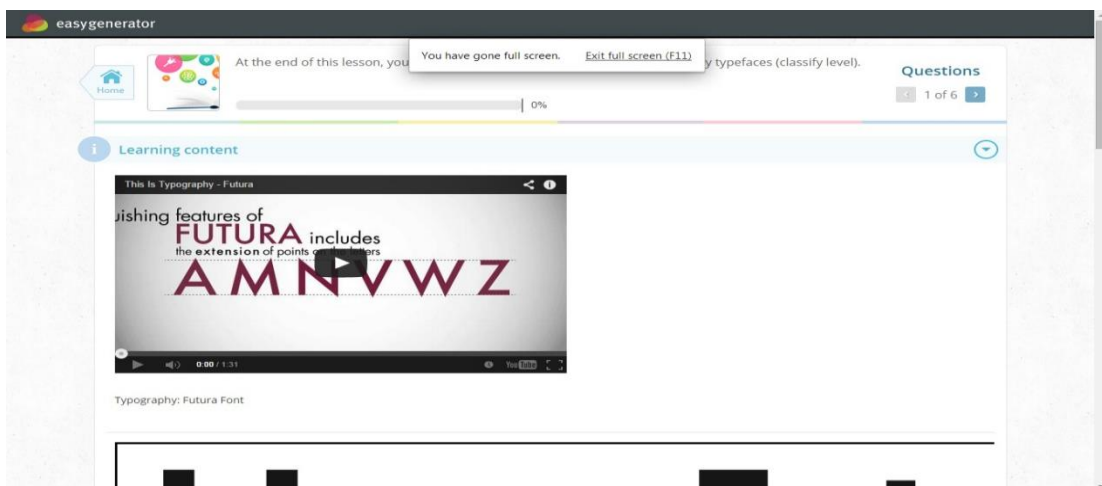 easygenerator
You have gone full screen. Exit full screen (F11)
At the end of this lesson, you
y typefaces (classify level).
Questions
Home
1 of 6
0%
i Learning content
This Is Typography - Futura
uishing features of
FUTURA includes
the extension of points on the letters
A M N V W Z
0:00 / 1:31
YouTube
Typography: Futura Font